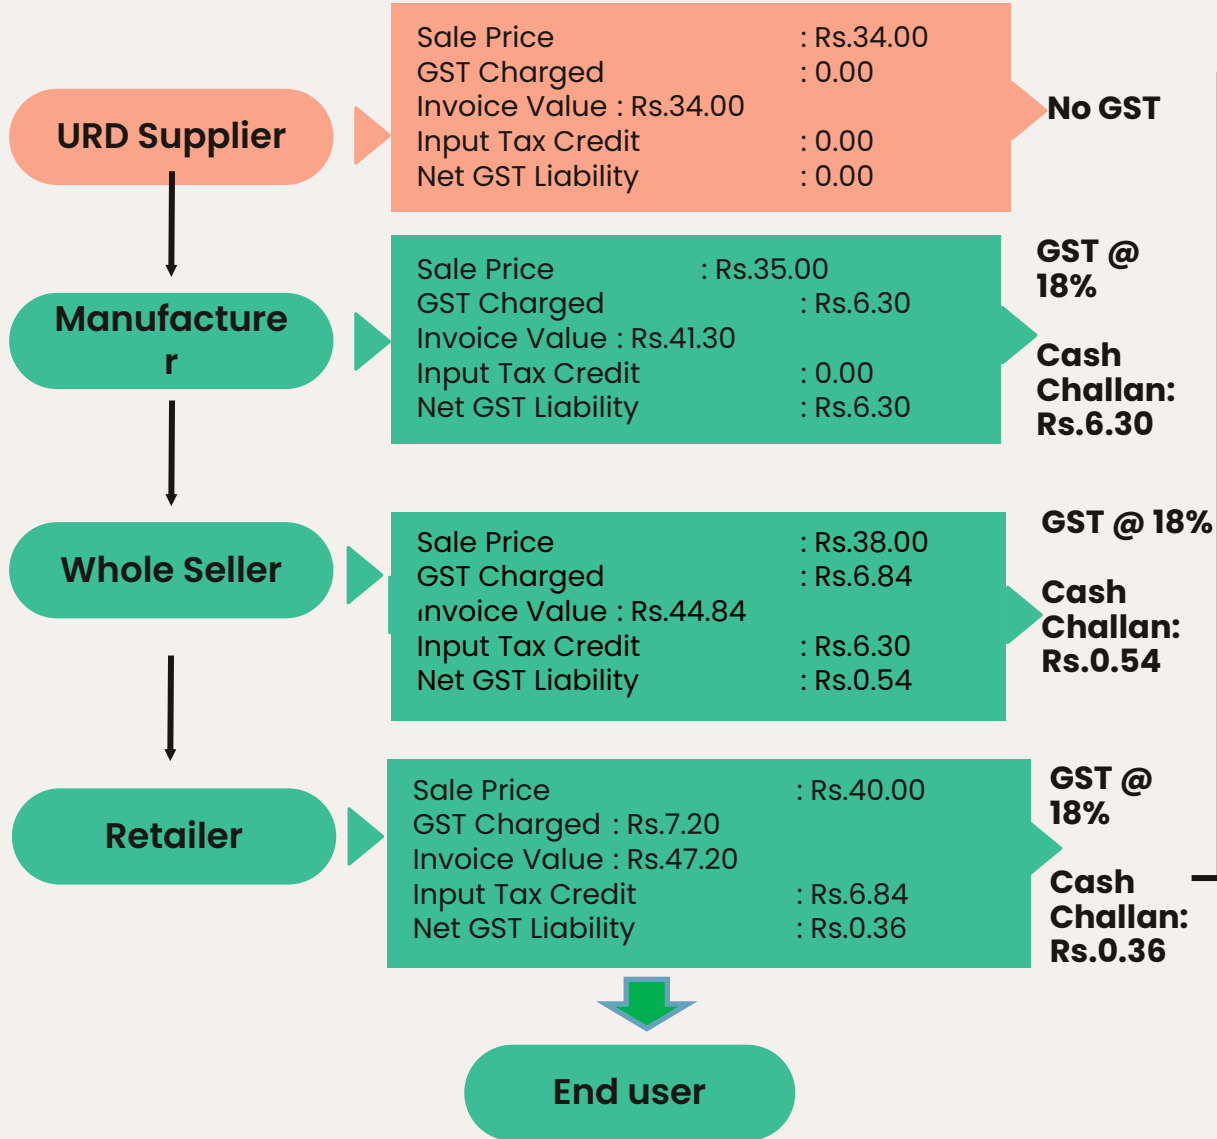 URD Supplier
Sale Price : Rs.34.00
GST Charged : 0.00
Invoice Value : Rs.34.00
Input Tax Credit : 0.00
Net GST Liability : 0.00
No GST
Manufacture
r
Sale Price : Rs.35.00
GST Charged : Rs.6.30
Invoice Value : Rs.41.30
Input Tax Credit : 0.00
Net GST Liability : Rs.6.30
GST @
18%
Cash
Challan:
Rs.6.30
Whole Seller
Sale Price : Rs.38.00
GST Charged : Rs.6.84
Invoice Value : Rs.44.84
Input Tax Credit : Rs.6.30
Net GST Liability : Rs.0.54
GST @ 18%
Cash
Challan:
Rs.0.54
Retailer
Sale Price : Rs.40.00
GST Charged : Rs.7.20
Invoice Value : Rs.47.20
Input Tax Credit : Rs.6.84
Net GST Liability : Rs.0.36
GST @
18%
Cash
Challan:
Rs.0.36
End user